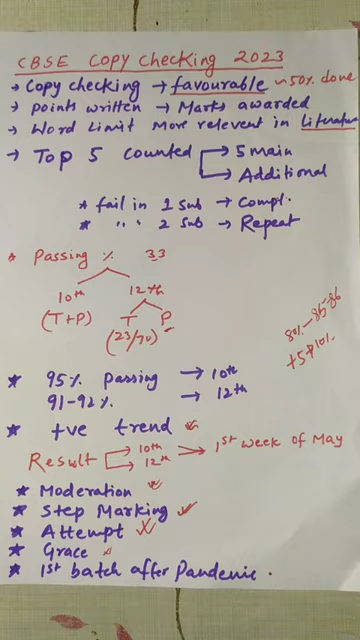 CBSE Copy Checking 2023
→ Copy checking → favourable ~50% done
→ points written → Marks awarded
→ Word Limit More relevent in Literature
→ Top 5 counted → 5 main
→ Additional
* fail in 1 Sub → Compl.
* " " 2 Sub → Repeat
* Passing % 33
10th 12th
(T+P) T P
(23/70)
80% - 85-86
+5 10%
* 95% passing → 10th
91-92% → 12th
* +ve trend
Result → 10th → 12th → 1st week of May
* Moderation
* Step Marking
* Attempt
* Grace
* 1st batch after Pandemic.